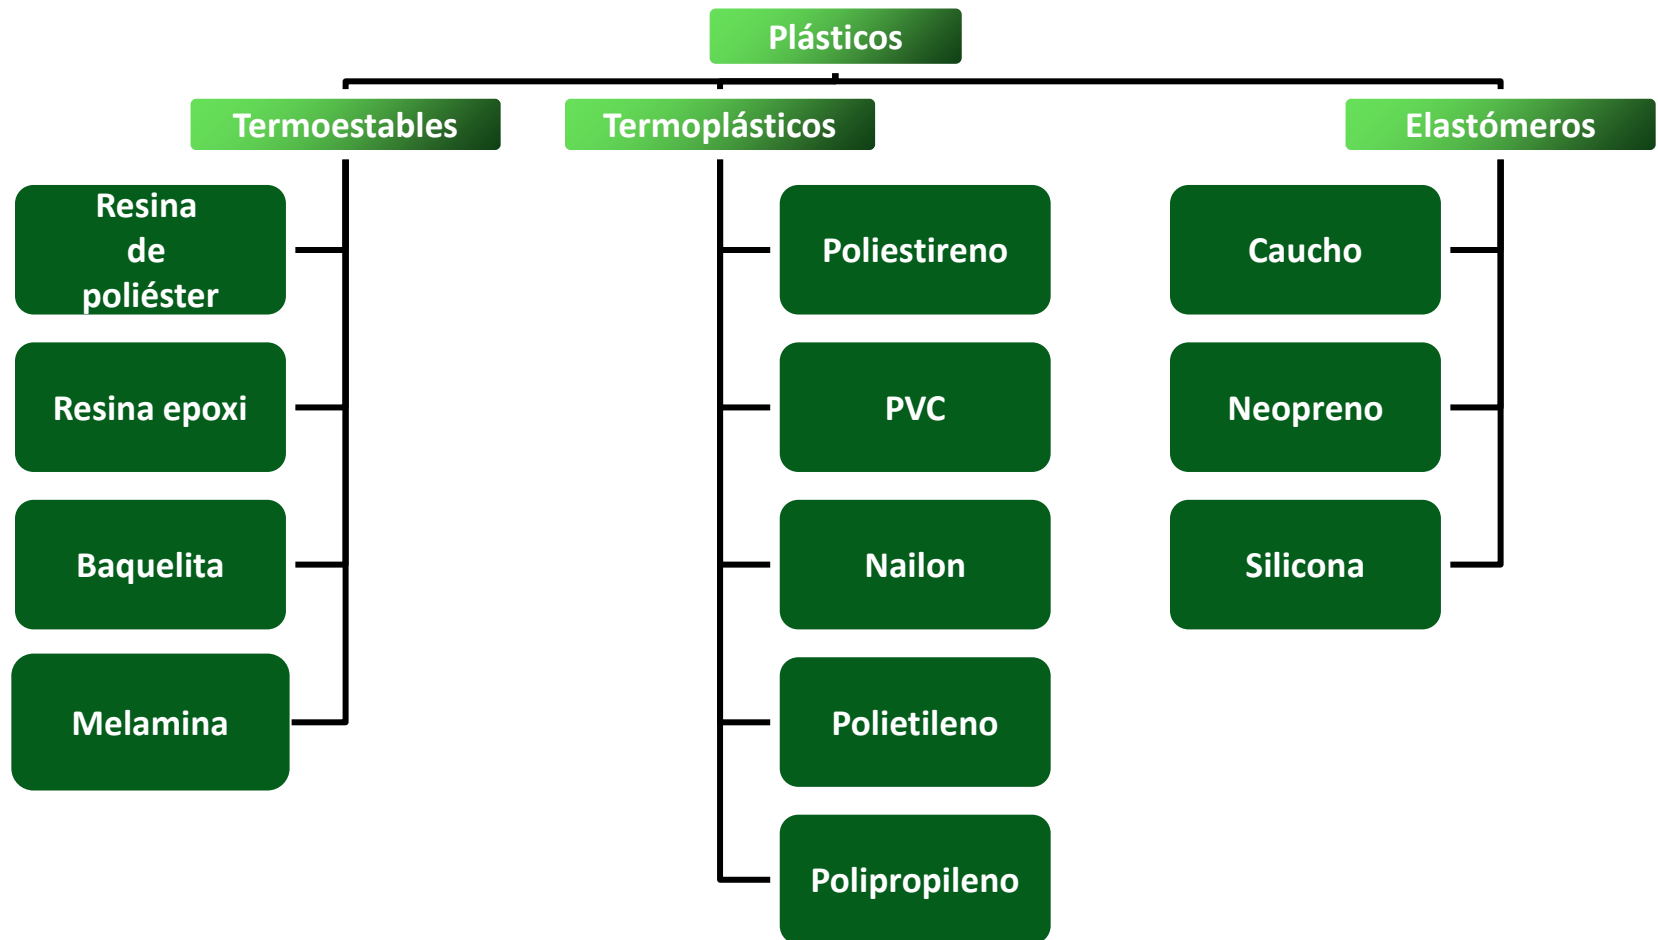 Plásticos
Termoestables
Resina
de
poliéster
Resina epoxi
Baquelita
Melamina
Termoplásticos
Poliestireno
PVC
Nailon
Polietileno
Polipropileno
Elastómeros
Caucho
Neopreno
Silicona